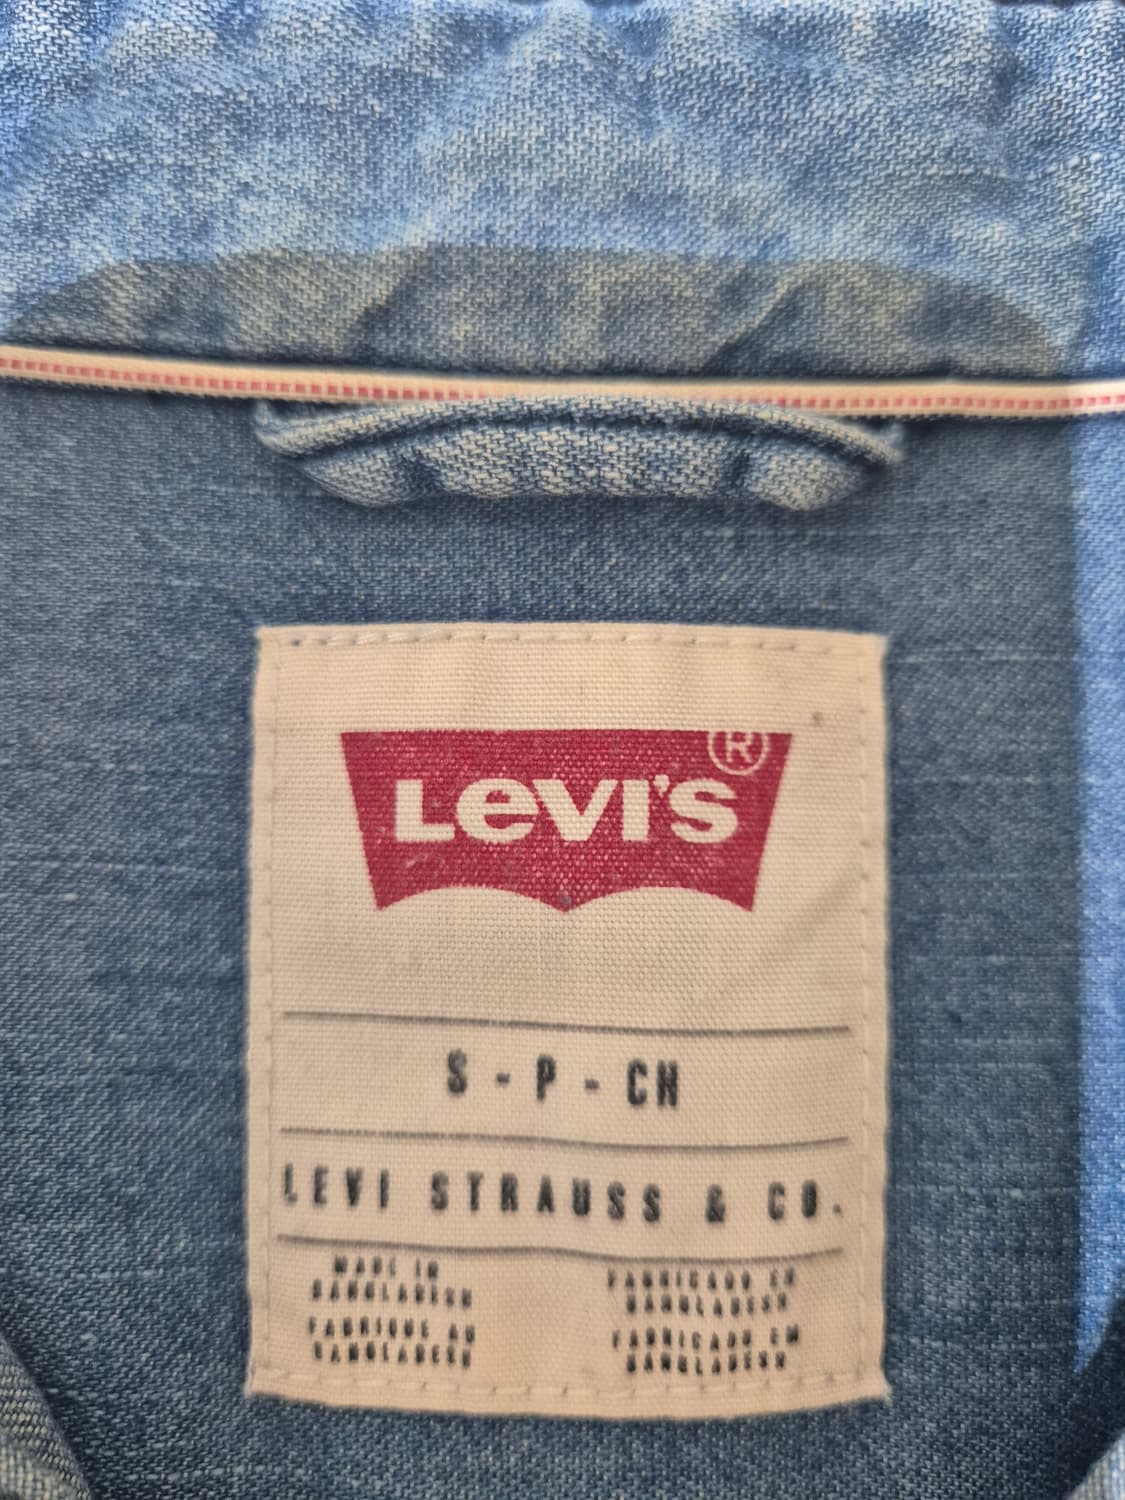 LEVI'S®
S - P - CH
LEVI STRAUSS & CO.
MADE IN
BANGLADESH
FABRIQUE AU
BANGLADESH
FABRICADO EN
BANGLADESH
FABRICADO EM
BANGLADESH